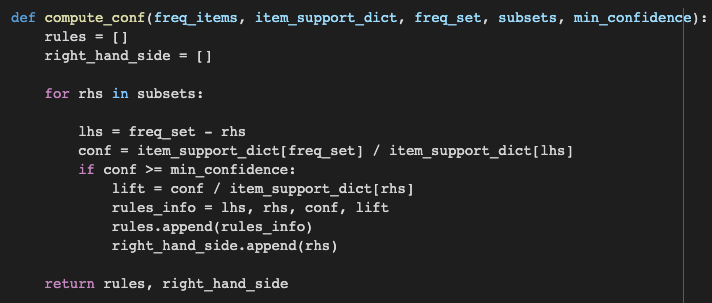 def compute_conf(freq_items, item_support_dict, freq_set, subsets, min_confidence):
    rules = []
    right_hand_side = []

    for rhs in subsets:

        lhs = freq_set - rhs
        conf = item_support_dict[freq_set] / item_support_dict[lhs]
        if conf >= min_confidence:
            lift = conf / item_support_dict[rhs]
            rules_info = lhs, rhs, conf, lift
            rules.append(rules_info)
            right_hand_side.append(rhs)

    return rules, right_hand_side